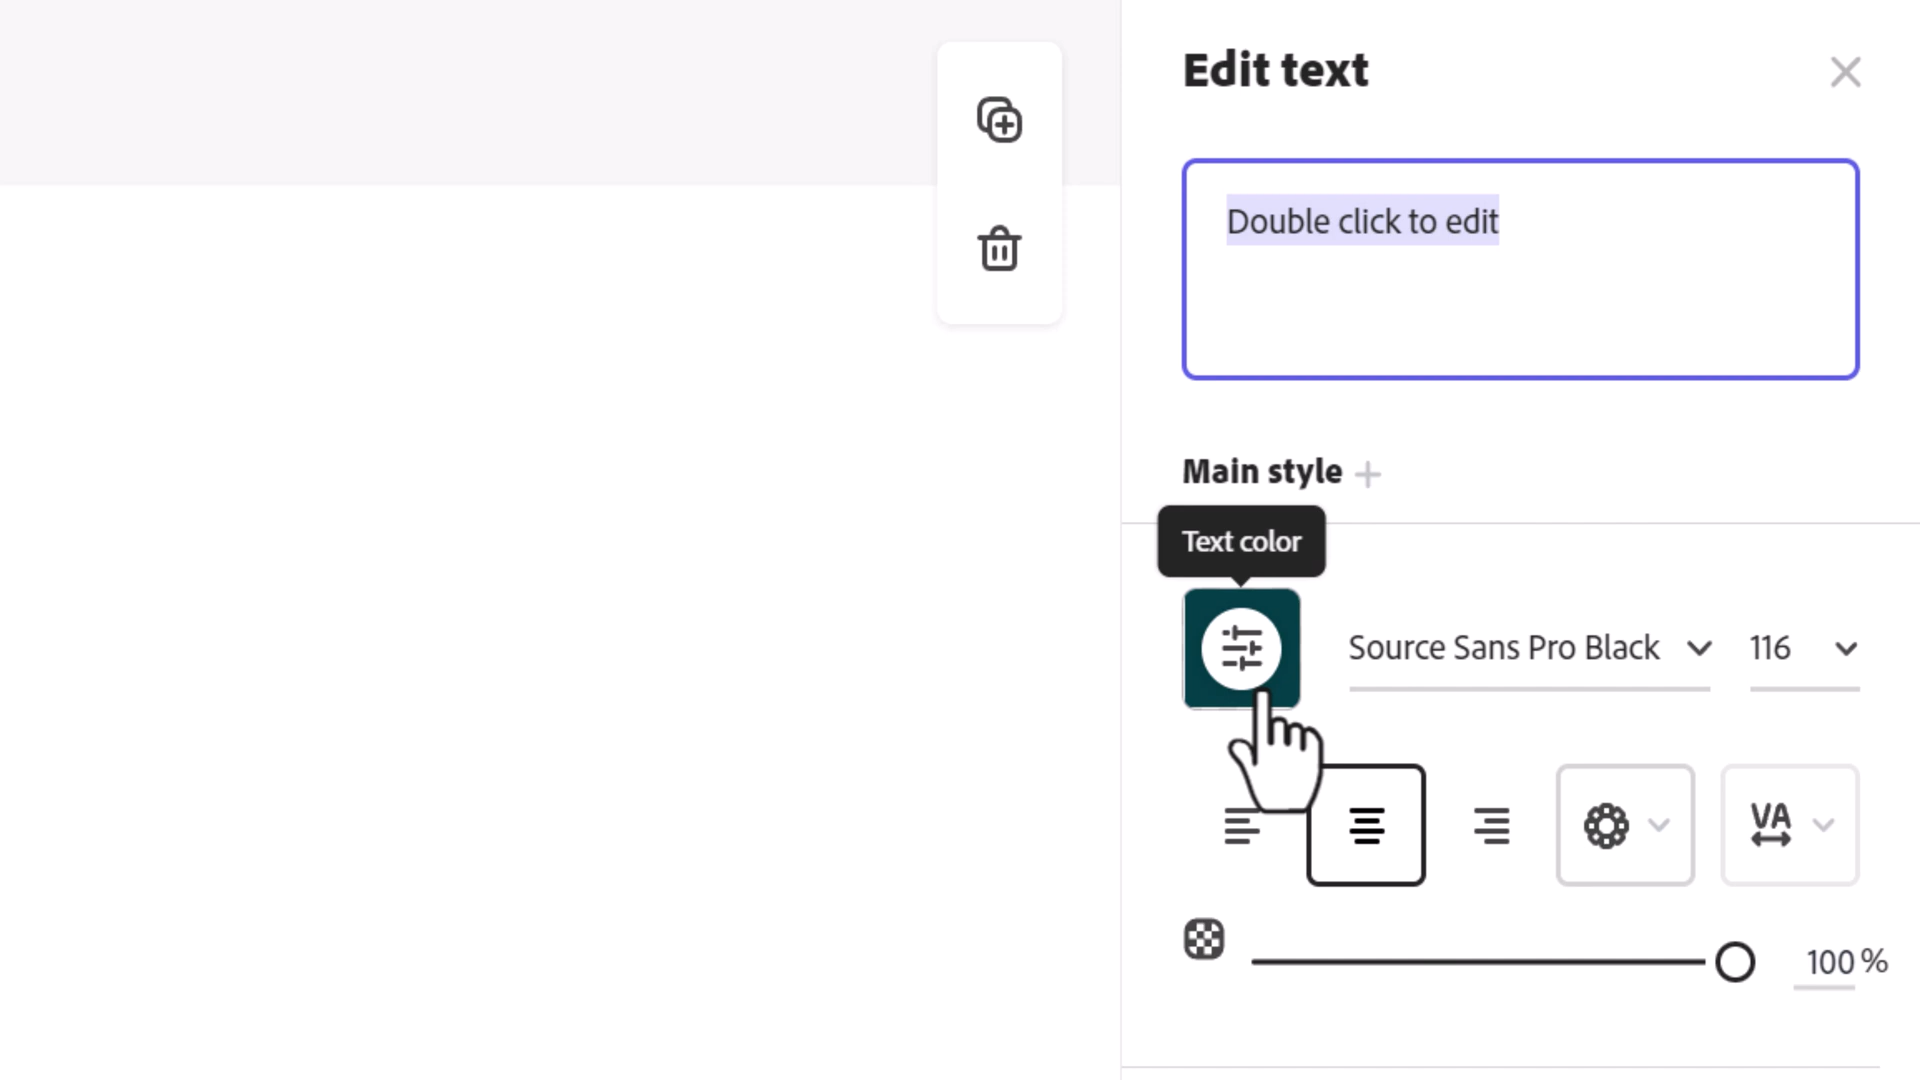 Edit text
Double click to edit
Main style
Text color
Source Sans Pro Black
116
VA
100 %